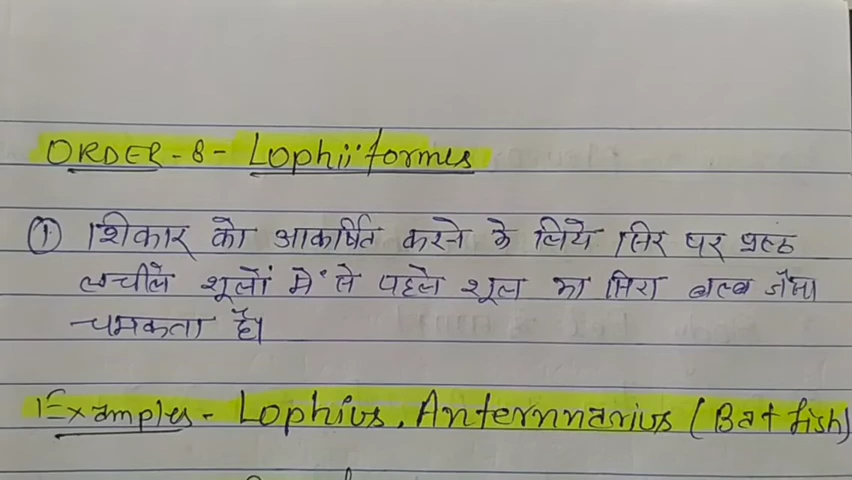 ORDER-8- Lophiiformes
① शिकार को आकर्षित करने के लिये सिर पर
लचीले शूलों में से पहले शूल का सिरा बल्ब जैसा
चमकता है।
Examples- Lophius, Anternnarius (Bat fish)